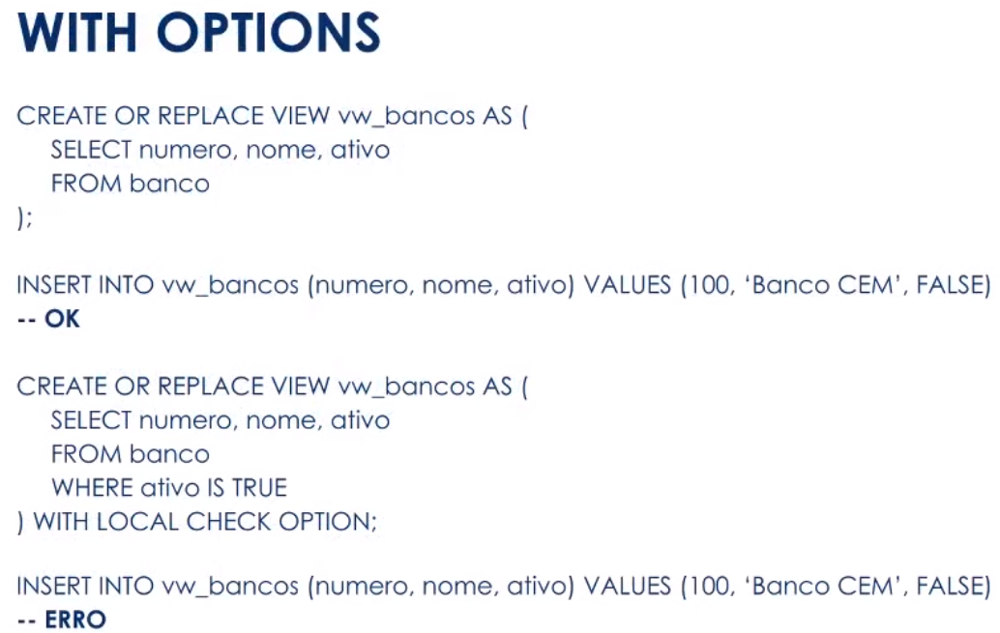 WITH OPTIONS
CREATE OR REPLACE VIEW vw_bancos AS (
SELECT numero, nome, ativo
FROM banco
);
INSERT INTO vw_bancos (numero, nome, ativo) VALUES (100, ‘Banco CEM’, FALSE)
-- OK
CREATE OR REPLACE VIEW vw_bancos AS (
SELECT numero, nome, ativo
FROM banco
WHERE ativo IS TRUE
) WITH LOCAL CHECK OPTION;
INSERT INTO vw_bancos (numero, nome, ativo) VALUES (100, ‘Banco CEM’, FALSE)
-- ERRO